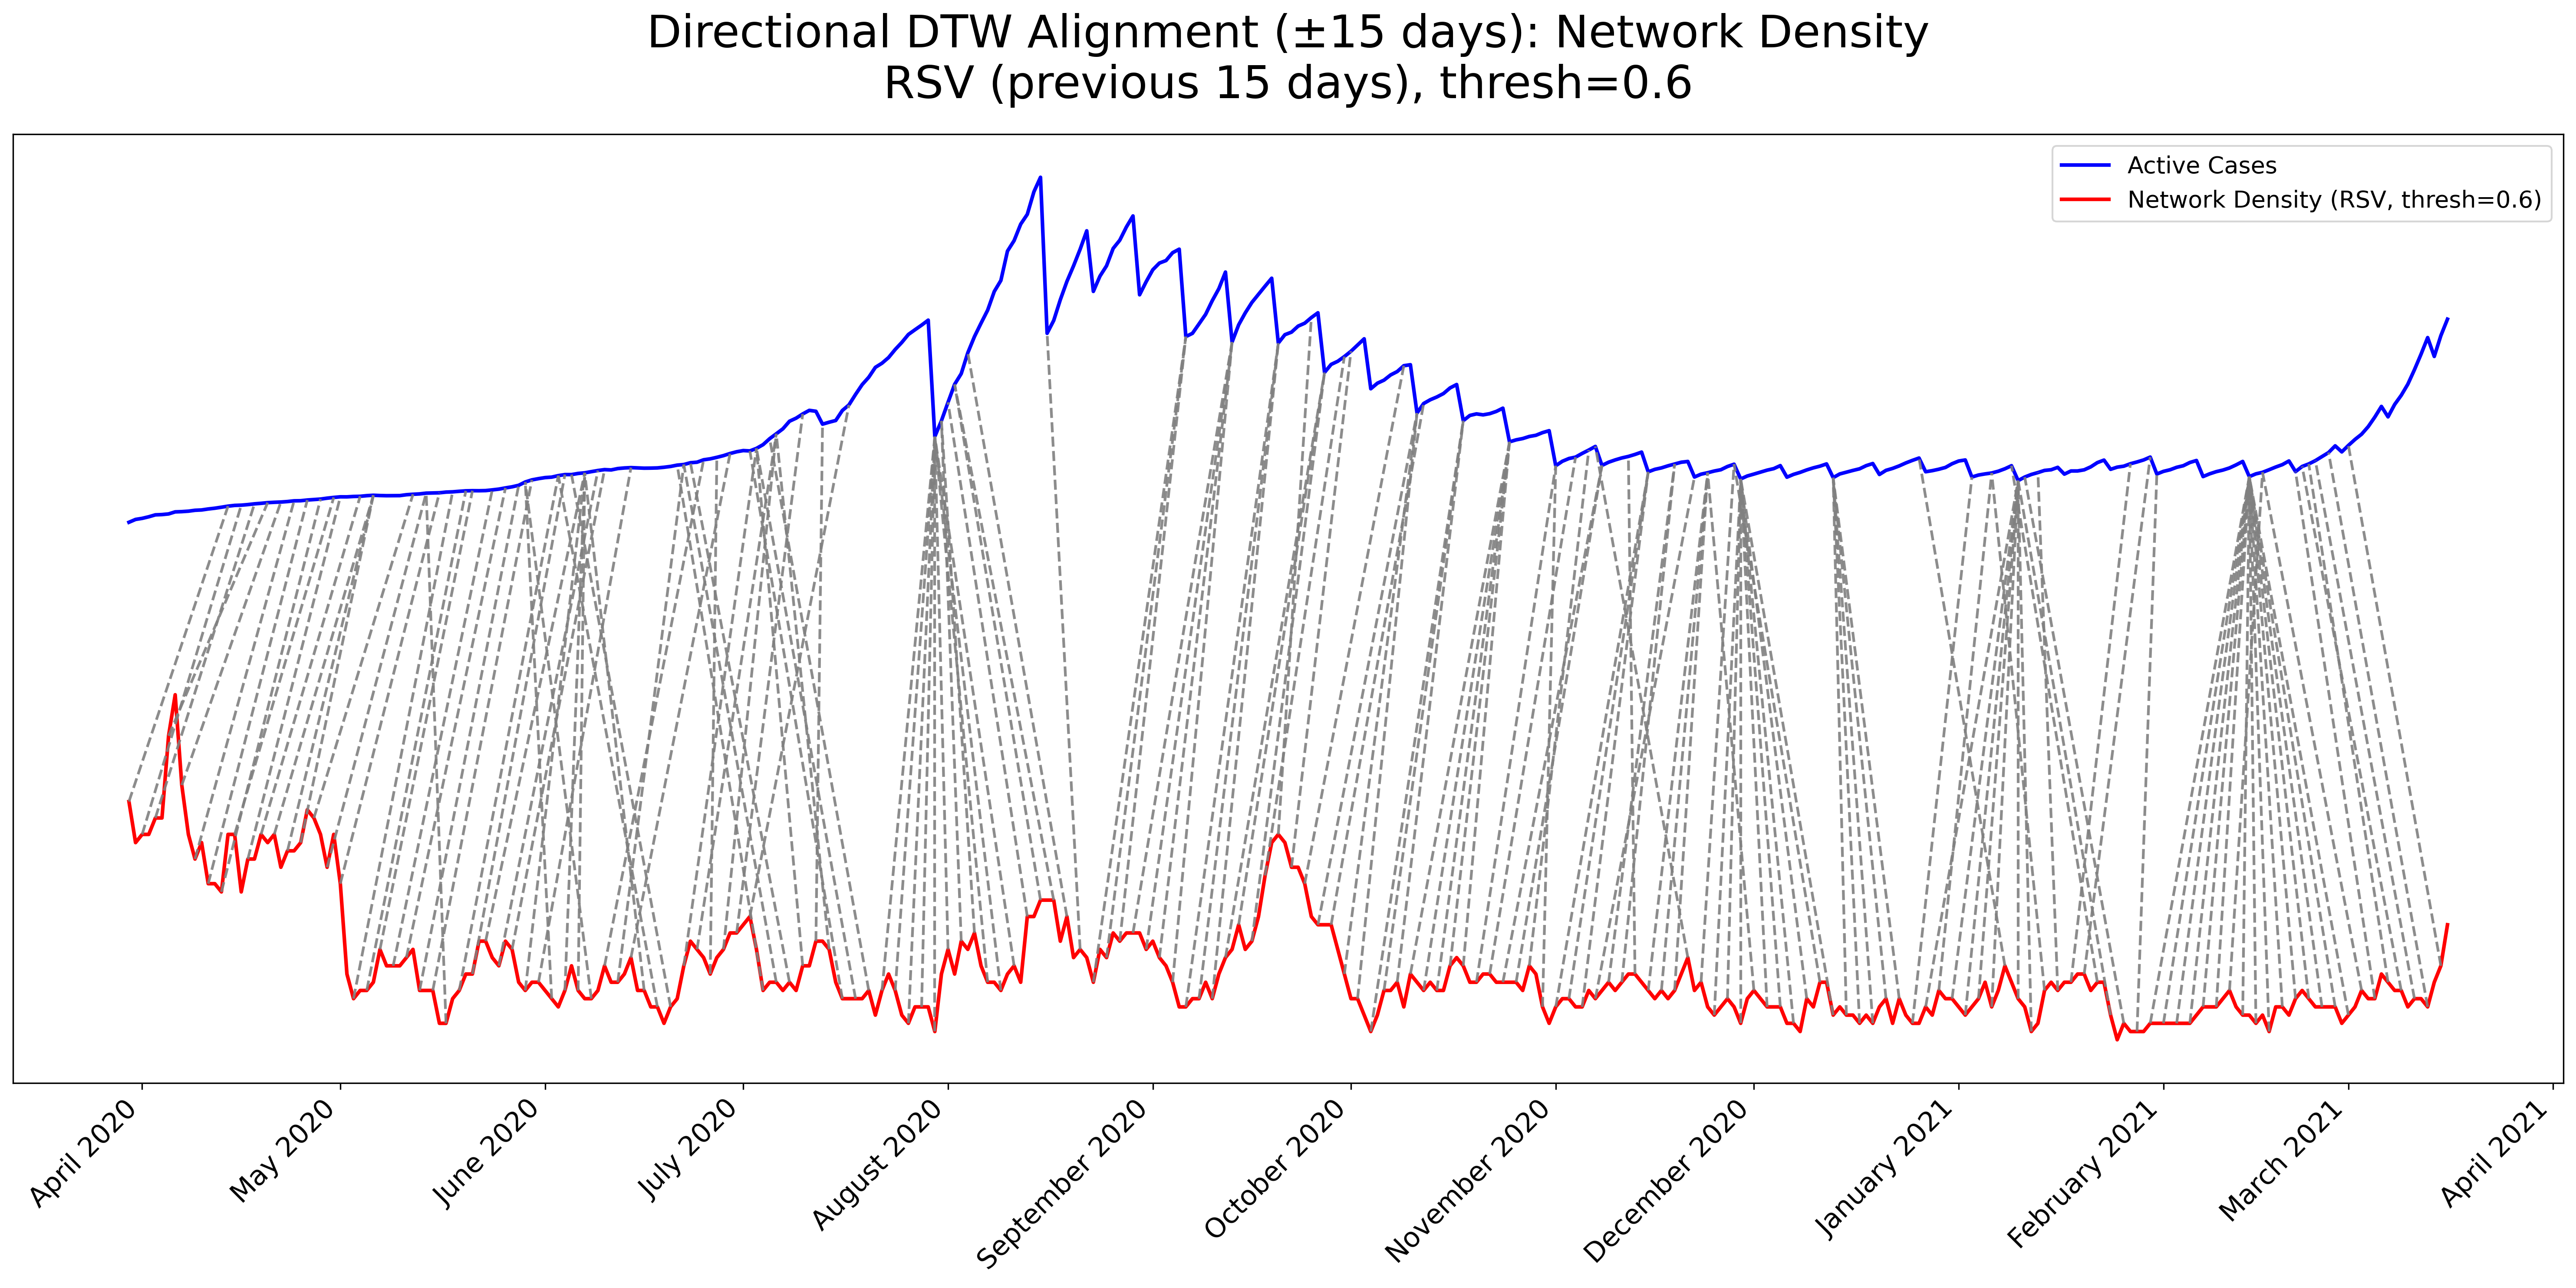 Directional DTW Alignment (±15 days): Network Density
RSV (previous 15 days), thresh=0.6
Active Cases
Network Density (RSV, thresh=0.6)
April 2020
May 2020
June 2020
July 2020
August 2020
September 2020
October 2020
November 2020
December 2020
January 2021
February 2021
March 2021
April 2021